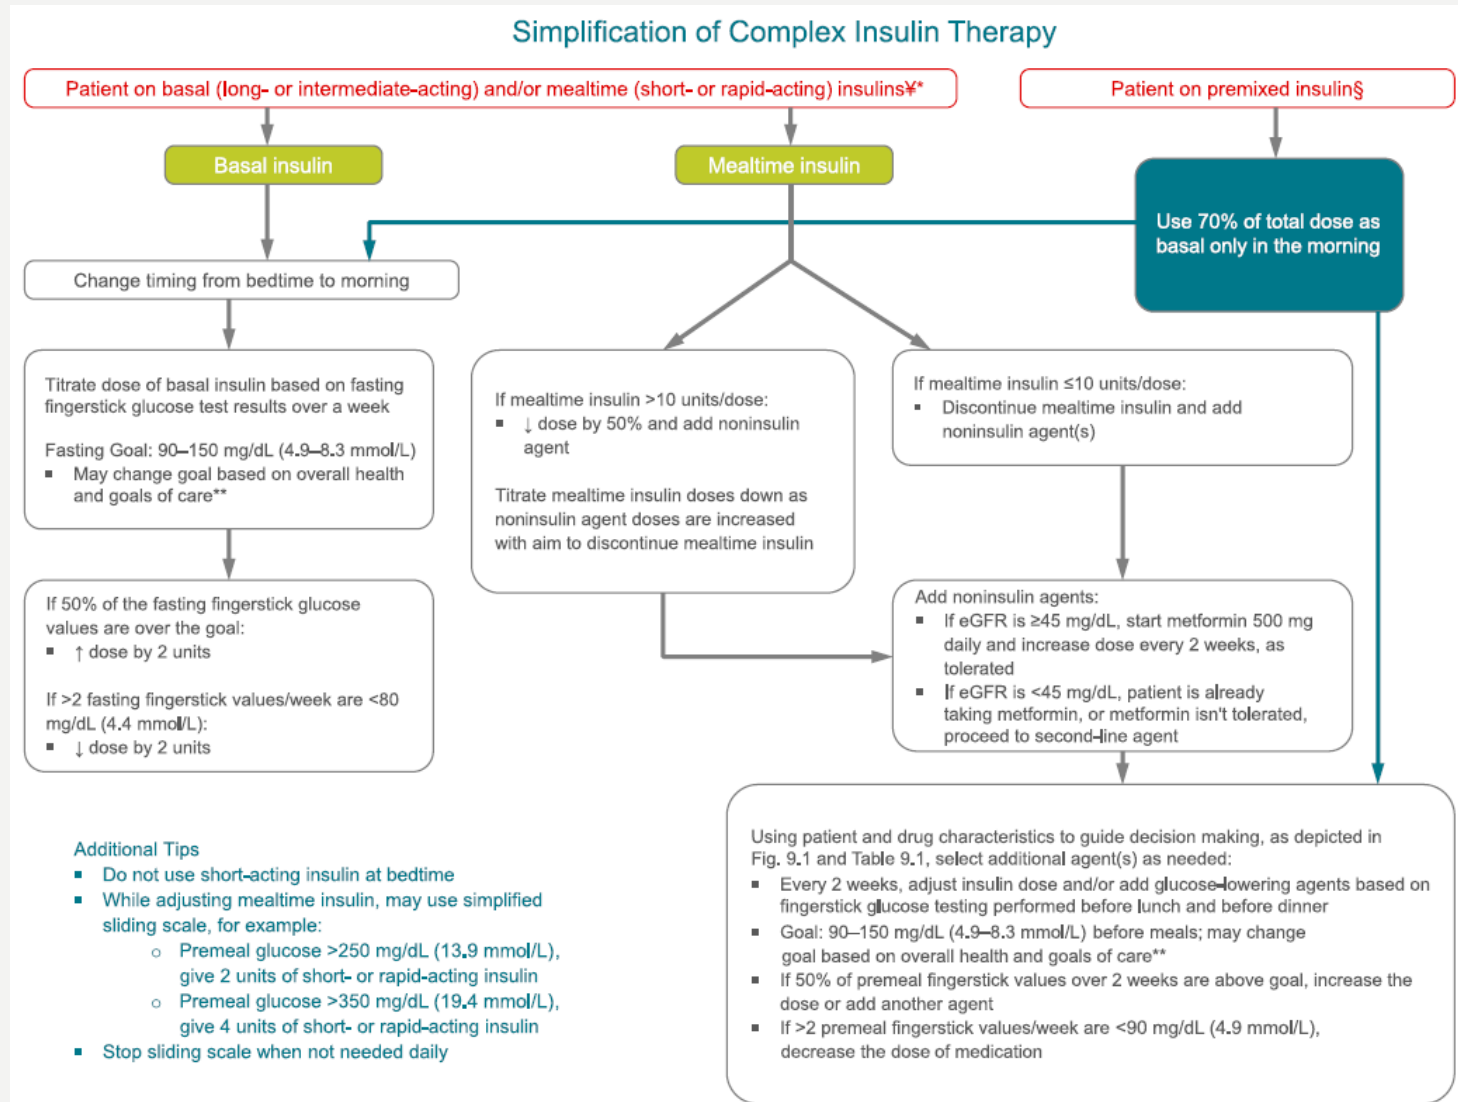 Simplification of Complex Insulin Therapy
Patient on basal (long- or intermediate-acting) and/or mealtime (short- or rapid-acting) insulins¥*
Patient on premixed insulin§
Basal insulin
Mealtime insulin
Use 70% of total dose as
basal only in the morning
Change timing from bedtime to morning
Titrate dose of basal insulin based on fasting
fingerstick glucose test results over a week
Fasting Goal: 90–150 mg/dL (4.9–8.3 mmol/L)
▪ May change goal based on overall health
and goals of care**
If 50% of the fasting fingerstick glucose
values are over the goal:
▪ ↑ dose by 2 units
If >2 fasting fingerstick values/week are <80
mg/dL (4.4 mmol/L):
▪ ↓ dose by 2 units
If mealtime insulin >10 units/dose:
▪ ↓ dose by 50% and add noninsulin
agent
Titrate mealtime insulin doses down as
noninsulin agent doses are increased
with aim to discontinue mealtime insulin
If mealtime insulin ≤10 units/dose:
▪ Discontinue mealtime insulin and add
noninsulin agent(s)
Add noninsulin agents:
▪ If eGFR is ≥45 mg/dL, start metformin 500 mg
daily and increase dose every 2 weeks, as
tolerated
▪ If eGFR is <45 mg/dL, patient is already
taking metformin, or metformin isn't tolerated,
proceed to second-line agent
Using patient and drug characteristics to guide decision making, as depicted in
Fig. 9.1 and Table 9.1, select additional agent(s) as needed:
▪ Every 2 weeks, adjust insulin dose and/or add glucose-lowering agents based on
fingerstick glucose testing performed before lunch and before dinner
▪ Goal: 90–150 mg/dL (4.9–8.3 mmol/L) before meals; may change
goal based on overall health and goals of care**
▪ If 50% of premeal fingerstick values over 2 weeks are above goal, increase the
dose or add another agent
▪ If >2 premeal fingerstick values/week are <90 mg/dL (4.9 mmol/L),
decrease the dose of medication
Additional Tips
▪ Do not use short-acting insulin at bedtime
▪ While adjusting mealtime insulin, may use simplified
sliding scale, for example:
○ Premeal glucose >250 mg/dL (13.9 mmol/L),
give 2 units of short- or rapid-acting insulin
○ Premeal glucose >350 mg/dL (19.4 mmol/L),
give 4 units of short- or rapid-acting insulin
▪ Stop sliding scale when not needed daily